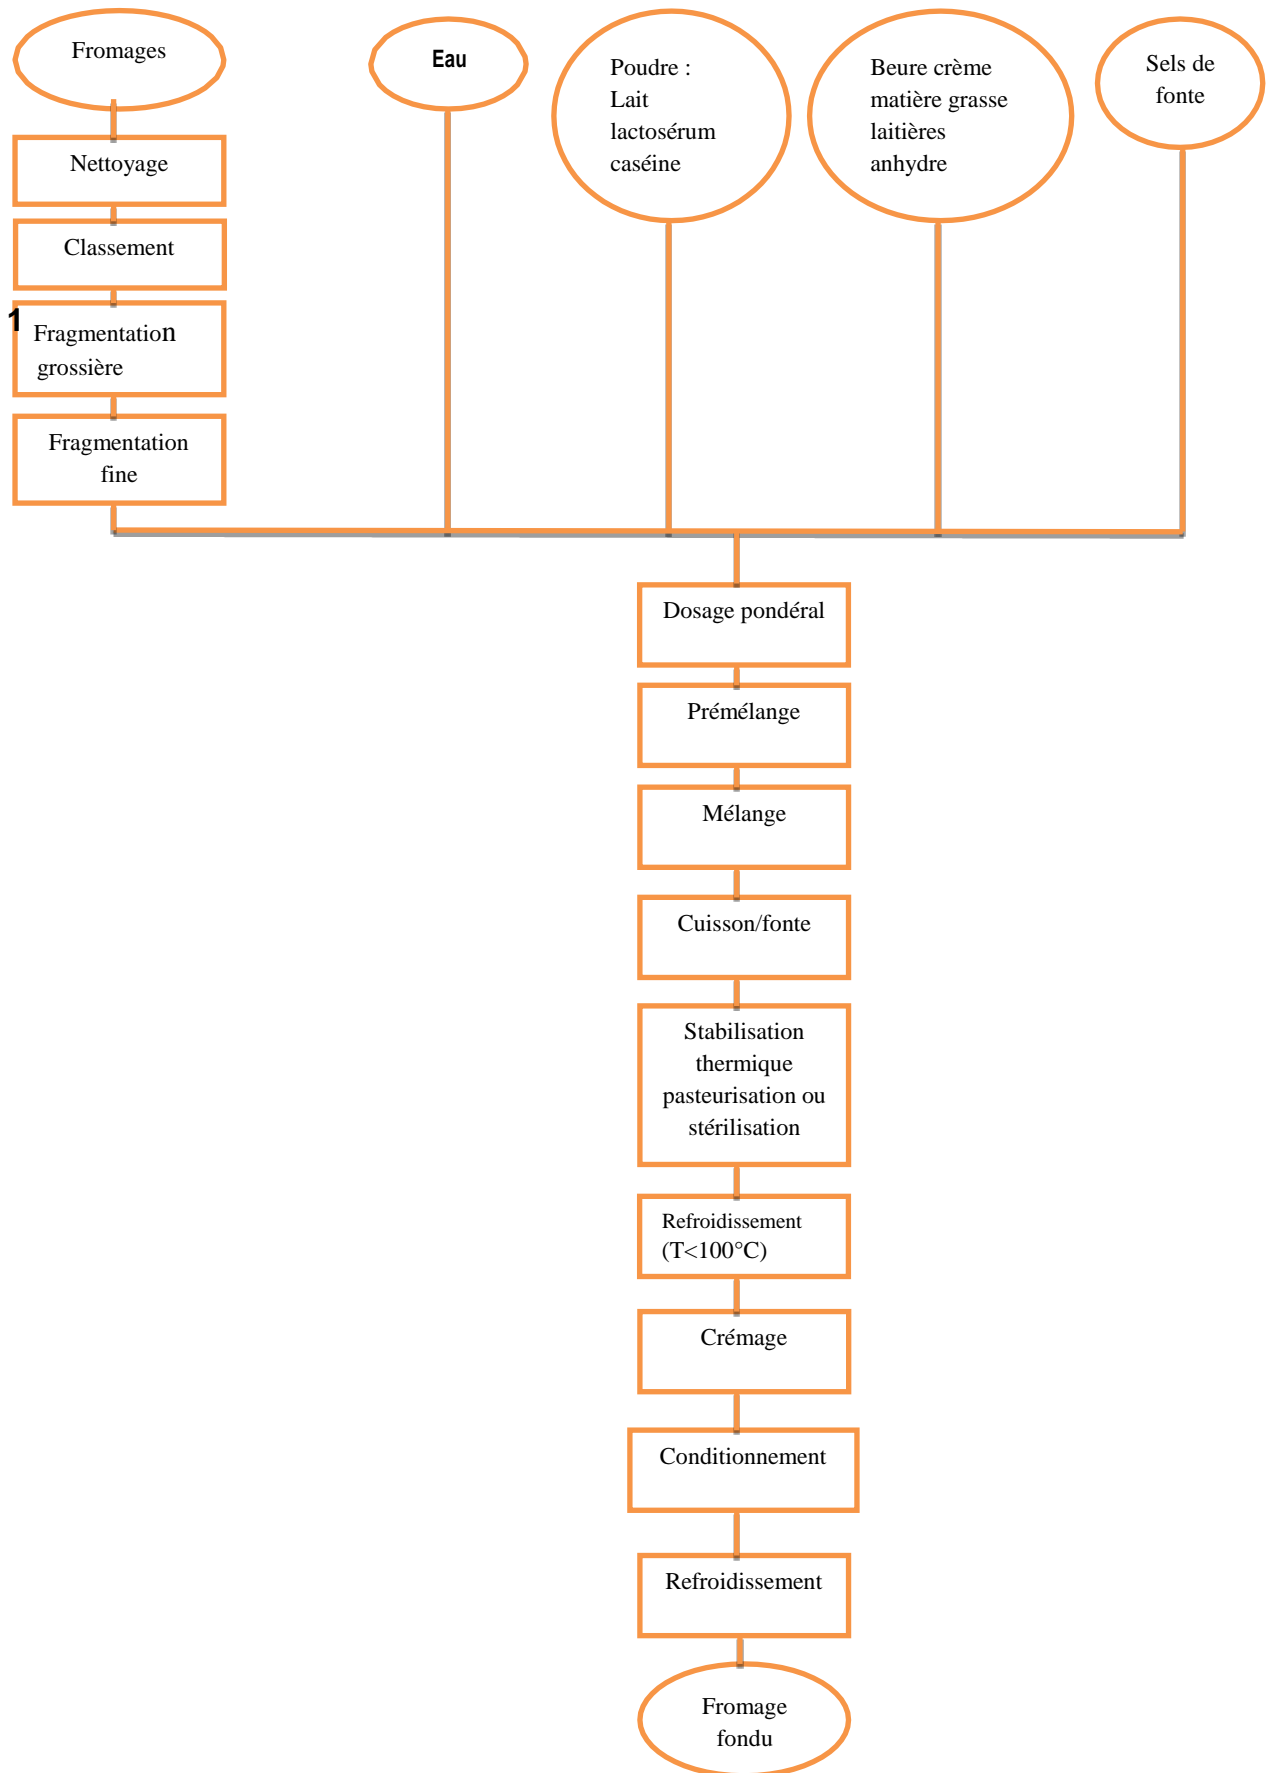 Fromages
Eau
Poudre :
Lait
lactosérum
caséine
Beure crème
matière grasse
laitières
anhydre
Sels de
fonte
Nettoyage
Classement
1
Fragmentation
grossière
Fragmentation
fine
Dosage pondéral
Prémélange
Mélange
Cuisson/fonte
Stabilisation
thermique
pasteurisation ou
stérilisation
Refroidissement
(T<100°C)
Crémage
Conditionnement
Refroidissement
Fromage
fondu